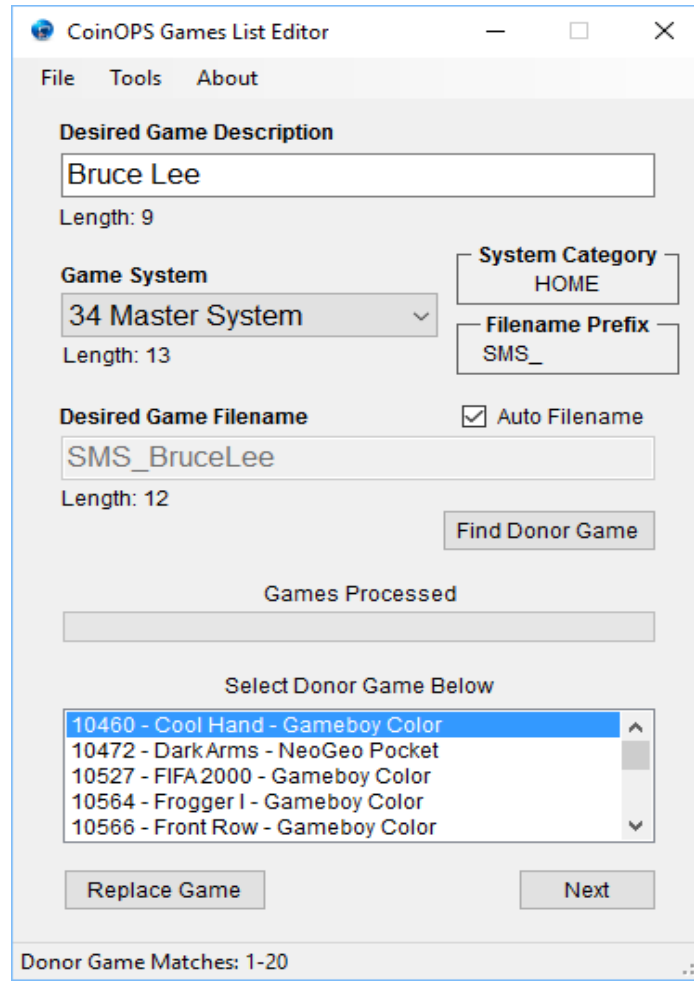 CoinOPS Games List Editor
File Tools About
Desired Game Description
Bruce Lee
Length: 9
System Category
HOME
Game System
34 Master System
Length: 13
Filename Prefix
SMS_
Desired Game Filename
Auto Filename
SMS_BruceLee
Length: 12
Find Donor Game
Games Processed
Select Donor Game Below
10460 - Cool Hand - Gameboy Color
10472 - Dark Arms - NeoGeo Pocket
10527 - FIFA 2000 - Gameboy Color
10564 - Frogger I - Gameboy Color
10566 - Front Row - Gameboy Color
Replace Game
Next
Donor Game Matches: 1-20